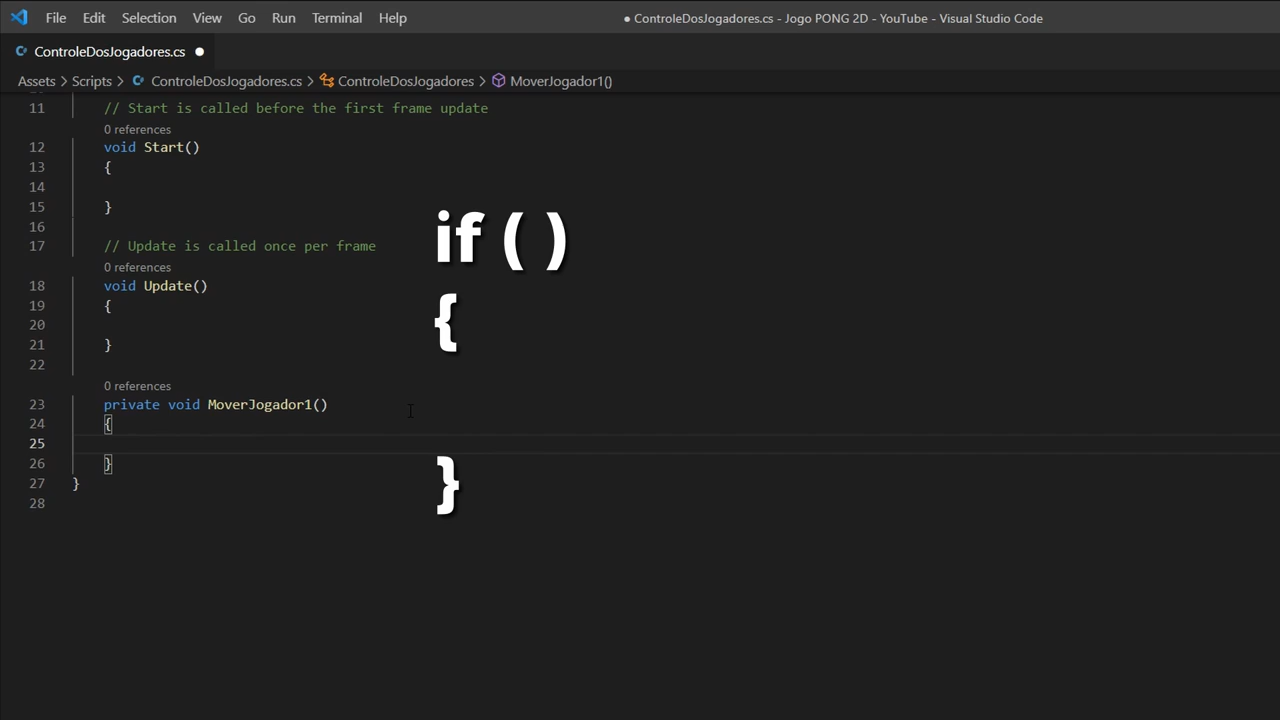 File Edit Selection View Go Run Terminal Help ● ControleDosJogadores.cs - Jogo PONG 2D - YouTube - Visual Studio Code
ControleDosJogadores.cs ●
Assets > Scripts > ControleDosJogadores.cs > ControleDosJogadores > MoverJogador1()
11 // Start is called before the first frame update
0 references
12 void Start()
13 {
14
15 }
16
17 // Update is called once per frame
0 references
18 void Update()
19 {
20
21 }
22
0 references
23 private void MoverJogador1()
24 {
25
26 }
27 }
28
if ( )
{
}